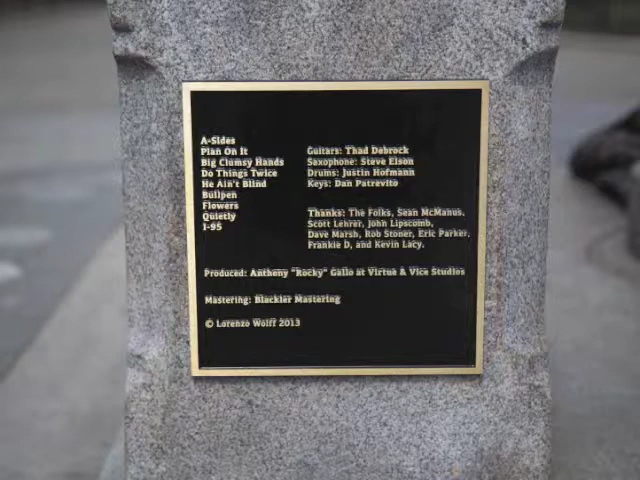 A-Sides
Plan On It
Big Clumsy Hands
Do Things Twice
He Ain't Blind
Bullpen
Flowers
Quietly
I-95
Guitars: Thad Debrock
Saxophone: Steve Elson
Drums: Justin Hofmann
Keys: Dan Patrevito
Thanks: The Folks, Sean McManus,
Scott Lehrer, John Lipscomb,
Dave Marsh, Rob Stoner, Eric Parker,
Frankie D, and Kevin Lacy.
Produced: Anthony "Rocky" Gallo at Virtue & Vice Studios
Mastering: Blackler Mastering
© Lorenzo Wolff 2013